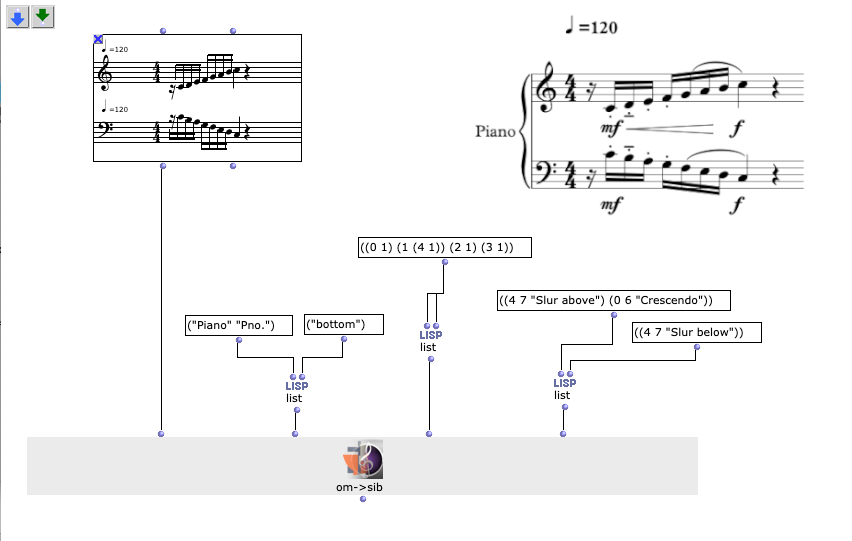 ♩=120
♩=120
♩=120
Piano
mf
f
mf
f
((0 1) (1 (4 1)) (2 1) (3 1))
((4 7 "Slur above") (0 6 "Crescendo"))
("Piano" "Pno.")
("bottom")
((4 7 "Slur below"))
LISP
list
LISP
list
LISP
list
om->sib